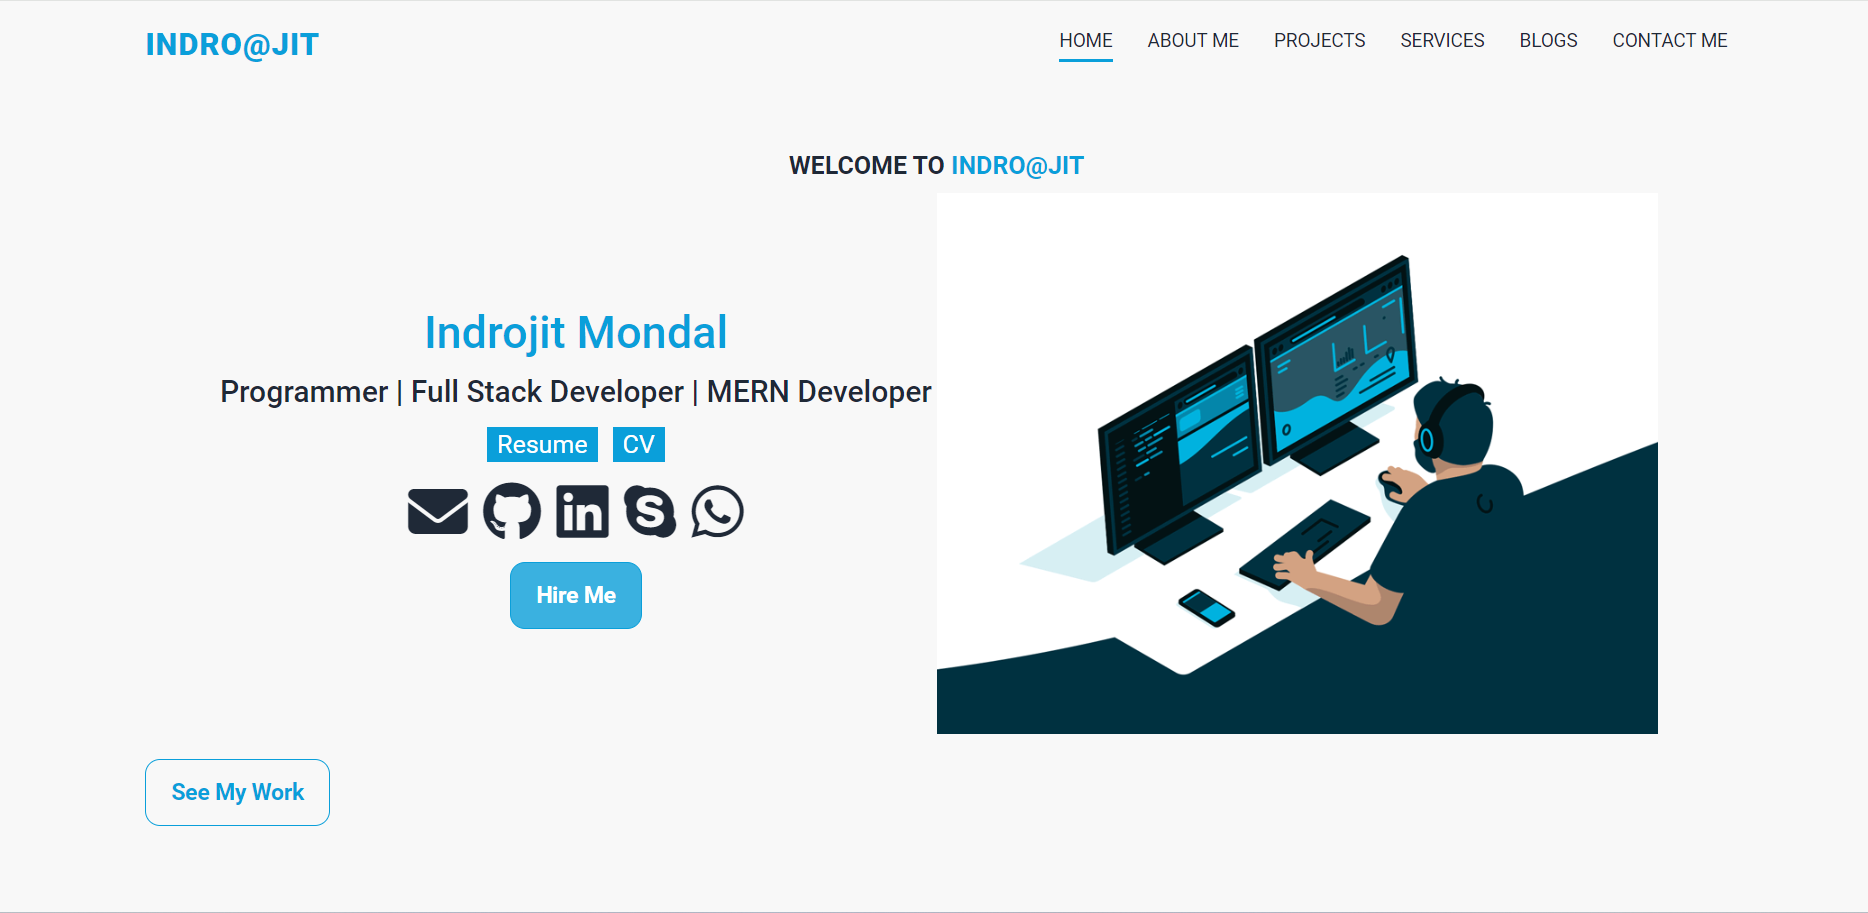 INDRO@JIT
HOME ABOUT ME PROJECTS SERVICES BLOGS CONTACT ME
WELCOME TO INDRO@JIT
Indrojit Mondal
Programmer | Full Stack Developer | MERN Developer
Resume CV
Hire Me
See My Work